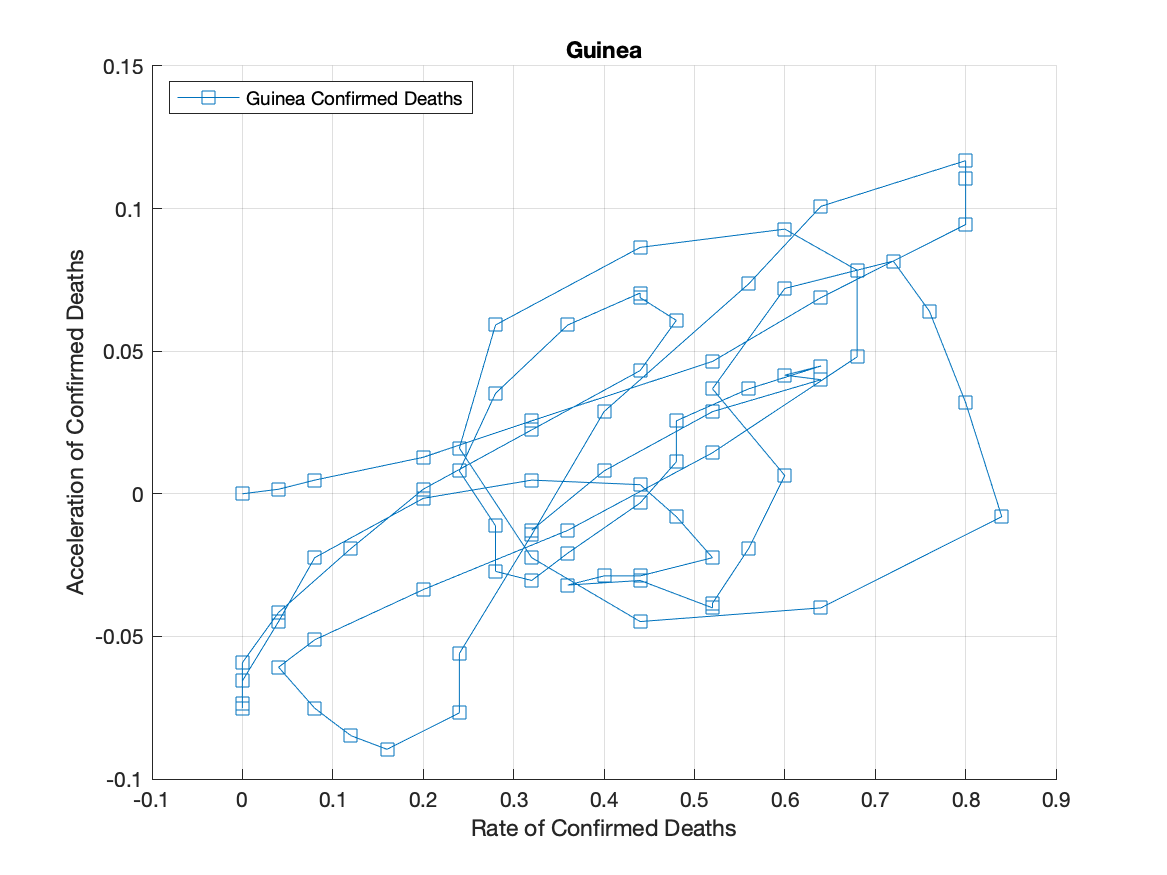 Guinea
Guinea Confirmed Deaths
Acceleration of Confirmed Deaths
0.15
0.1
0.05
0
-0.05
-0.1
-0.1 0 0.1 0.2 0.3 0.4 0.5 0.6 0.7 0.8 0.9
Rate of Confirmed Deaths